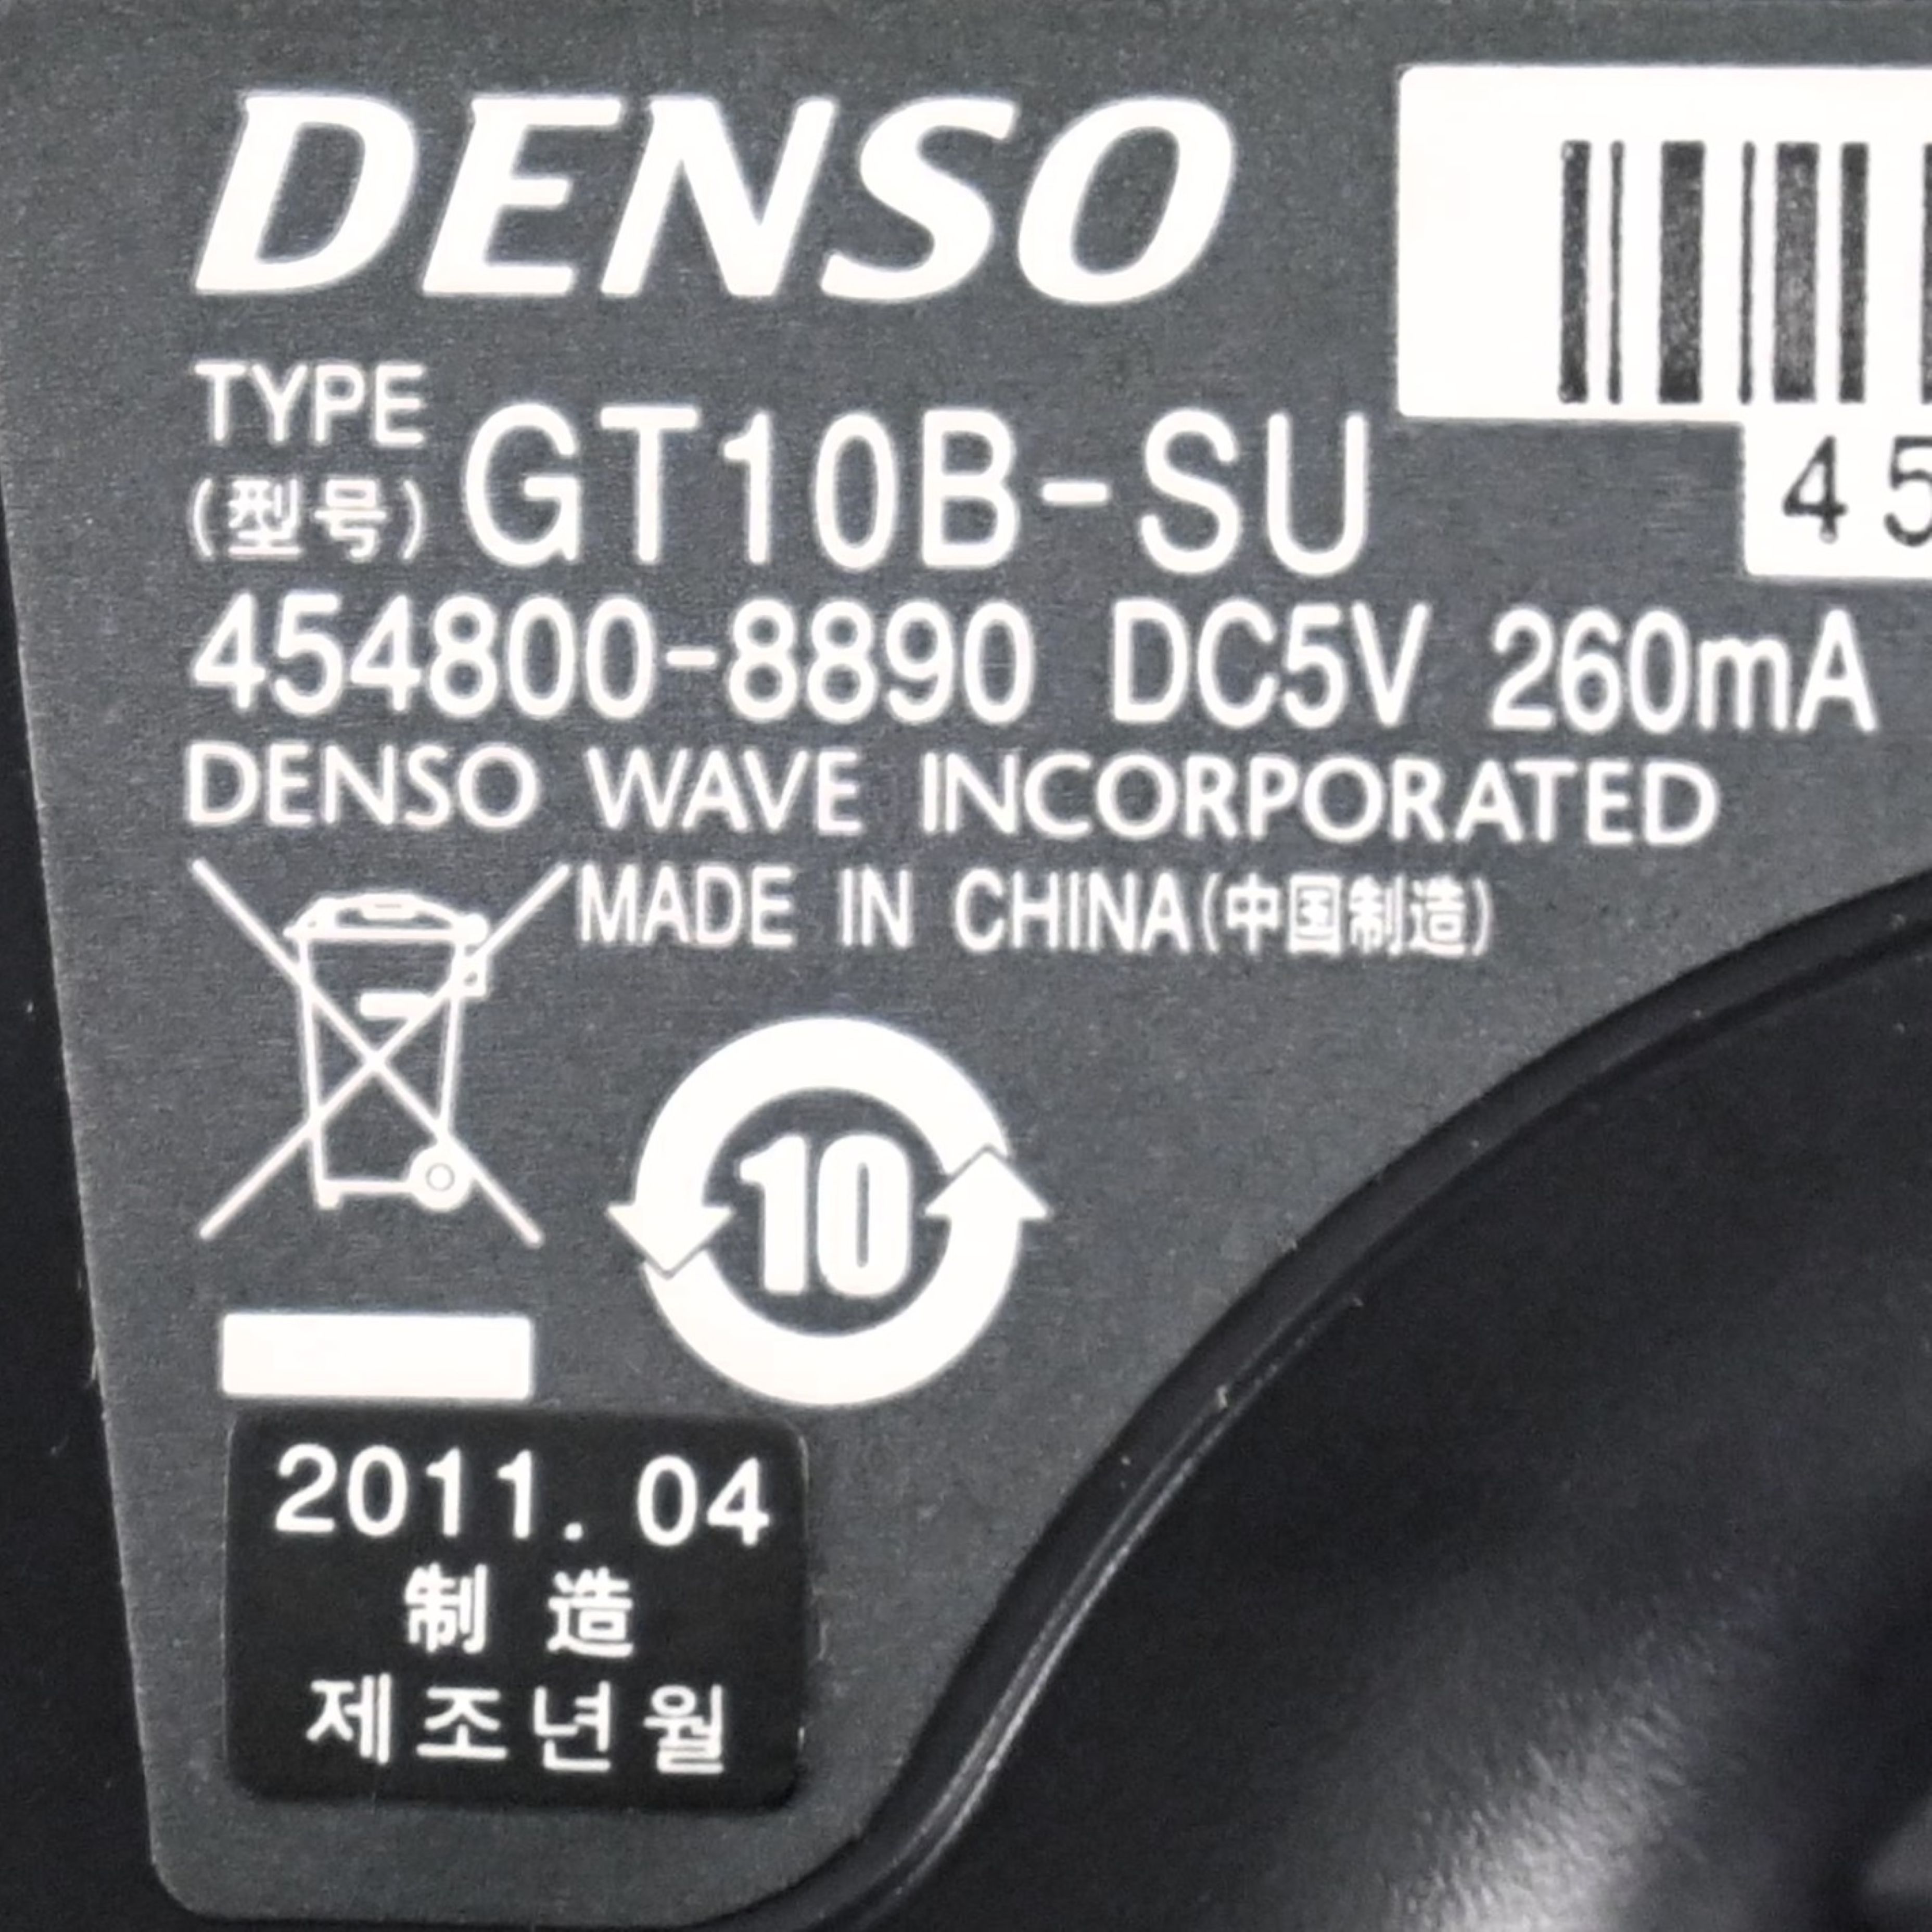 DENSO
TYPE
(型号) GT10B-SU
45
454800-8890 DC5V 260mA
DENSO WAVE INCORPORATED
MADE IN CHINA(中国制造)
10
2011. 04
制 造
제조년월